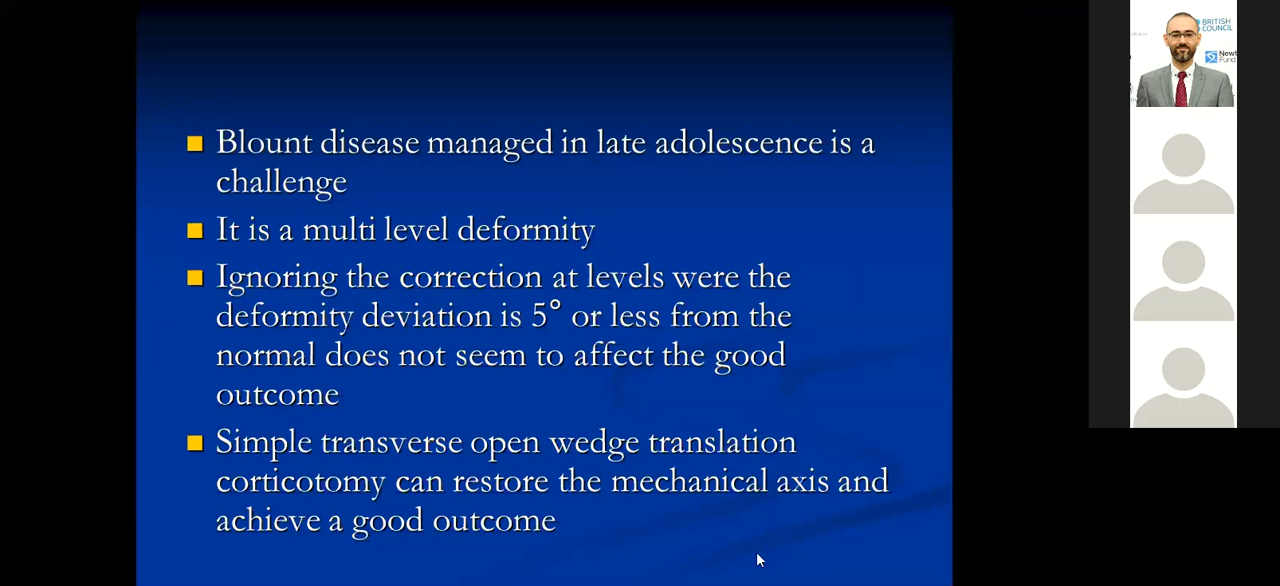 Blount disease managed in late adolescence is a
challenge
It is a multi level deformity
Ignoring the correction at levels were the
deformity deviation is 5° or less from the
normal does not seem to affect the good
outcome
Simple transverse open wedge translation
corticotomy can restore the mechanical axis and
achieve a good outcome
BRITISH
COUNCIL
Fund